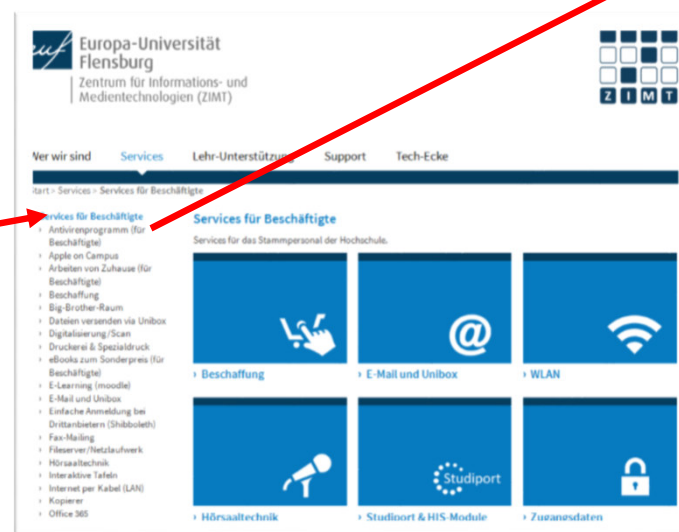 euf
Europa-Universität
Flensburg
Zentrum für Informations- und
Medientechnologien (ZIMT)
Z I M T
Wer wir sind Services Lehr-Unterstützung Support Tech-Ecke
Start > Services > Services für Beschäftigte
Services für Beschäftigte
Antivirenprogramm (für
Beschäftigte)
Apple on Campus
Arbeiten von Zuhause (für
Beschäftigte)
Beschaffung
Big-Brother-Raum
Dateien versenden via Unibox
Digitalisierung/Scan
Druckerei & Spezialdruck
eBooks zum Sonderpreis (für
Beschäftigte)
E-Learning (moodle)
E-Mail und Unibox
Einfache Anmeldung bei
Drittanbietern (Shibboleth)
Fax-Mailing
Fileserver/Netzlaufwerk
Hörsaaltechnik
Interaktive Tafeln
Internet per Kabel (LAN)
Kopierer
Office 365
Services für Beschäftigte
Services für das Stammpersonal der Hochschule.
› Beschaffung
@
› E-Mail und Unibox
› WLAN
› Hörsaaltechnik
Studiport
› Studiport & HIS-Module
› Zugangsdaten